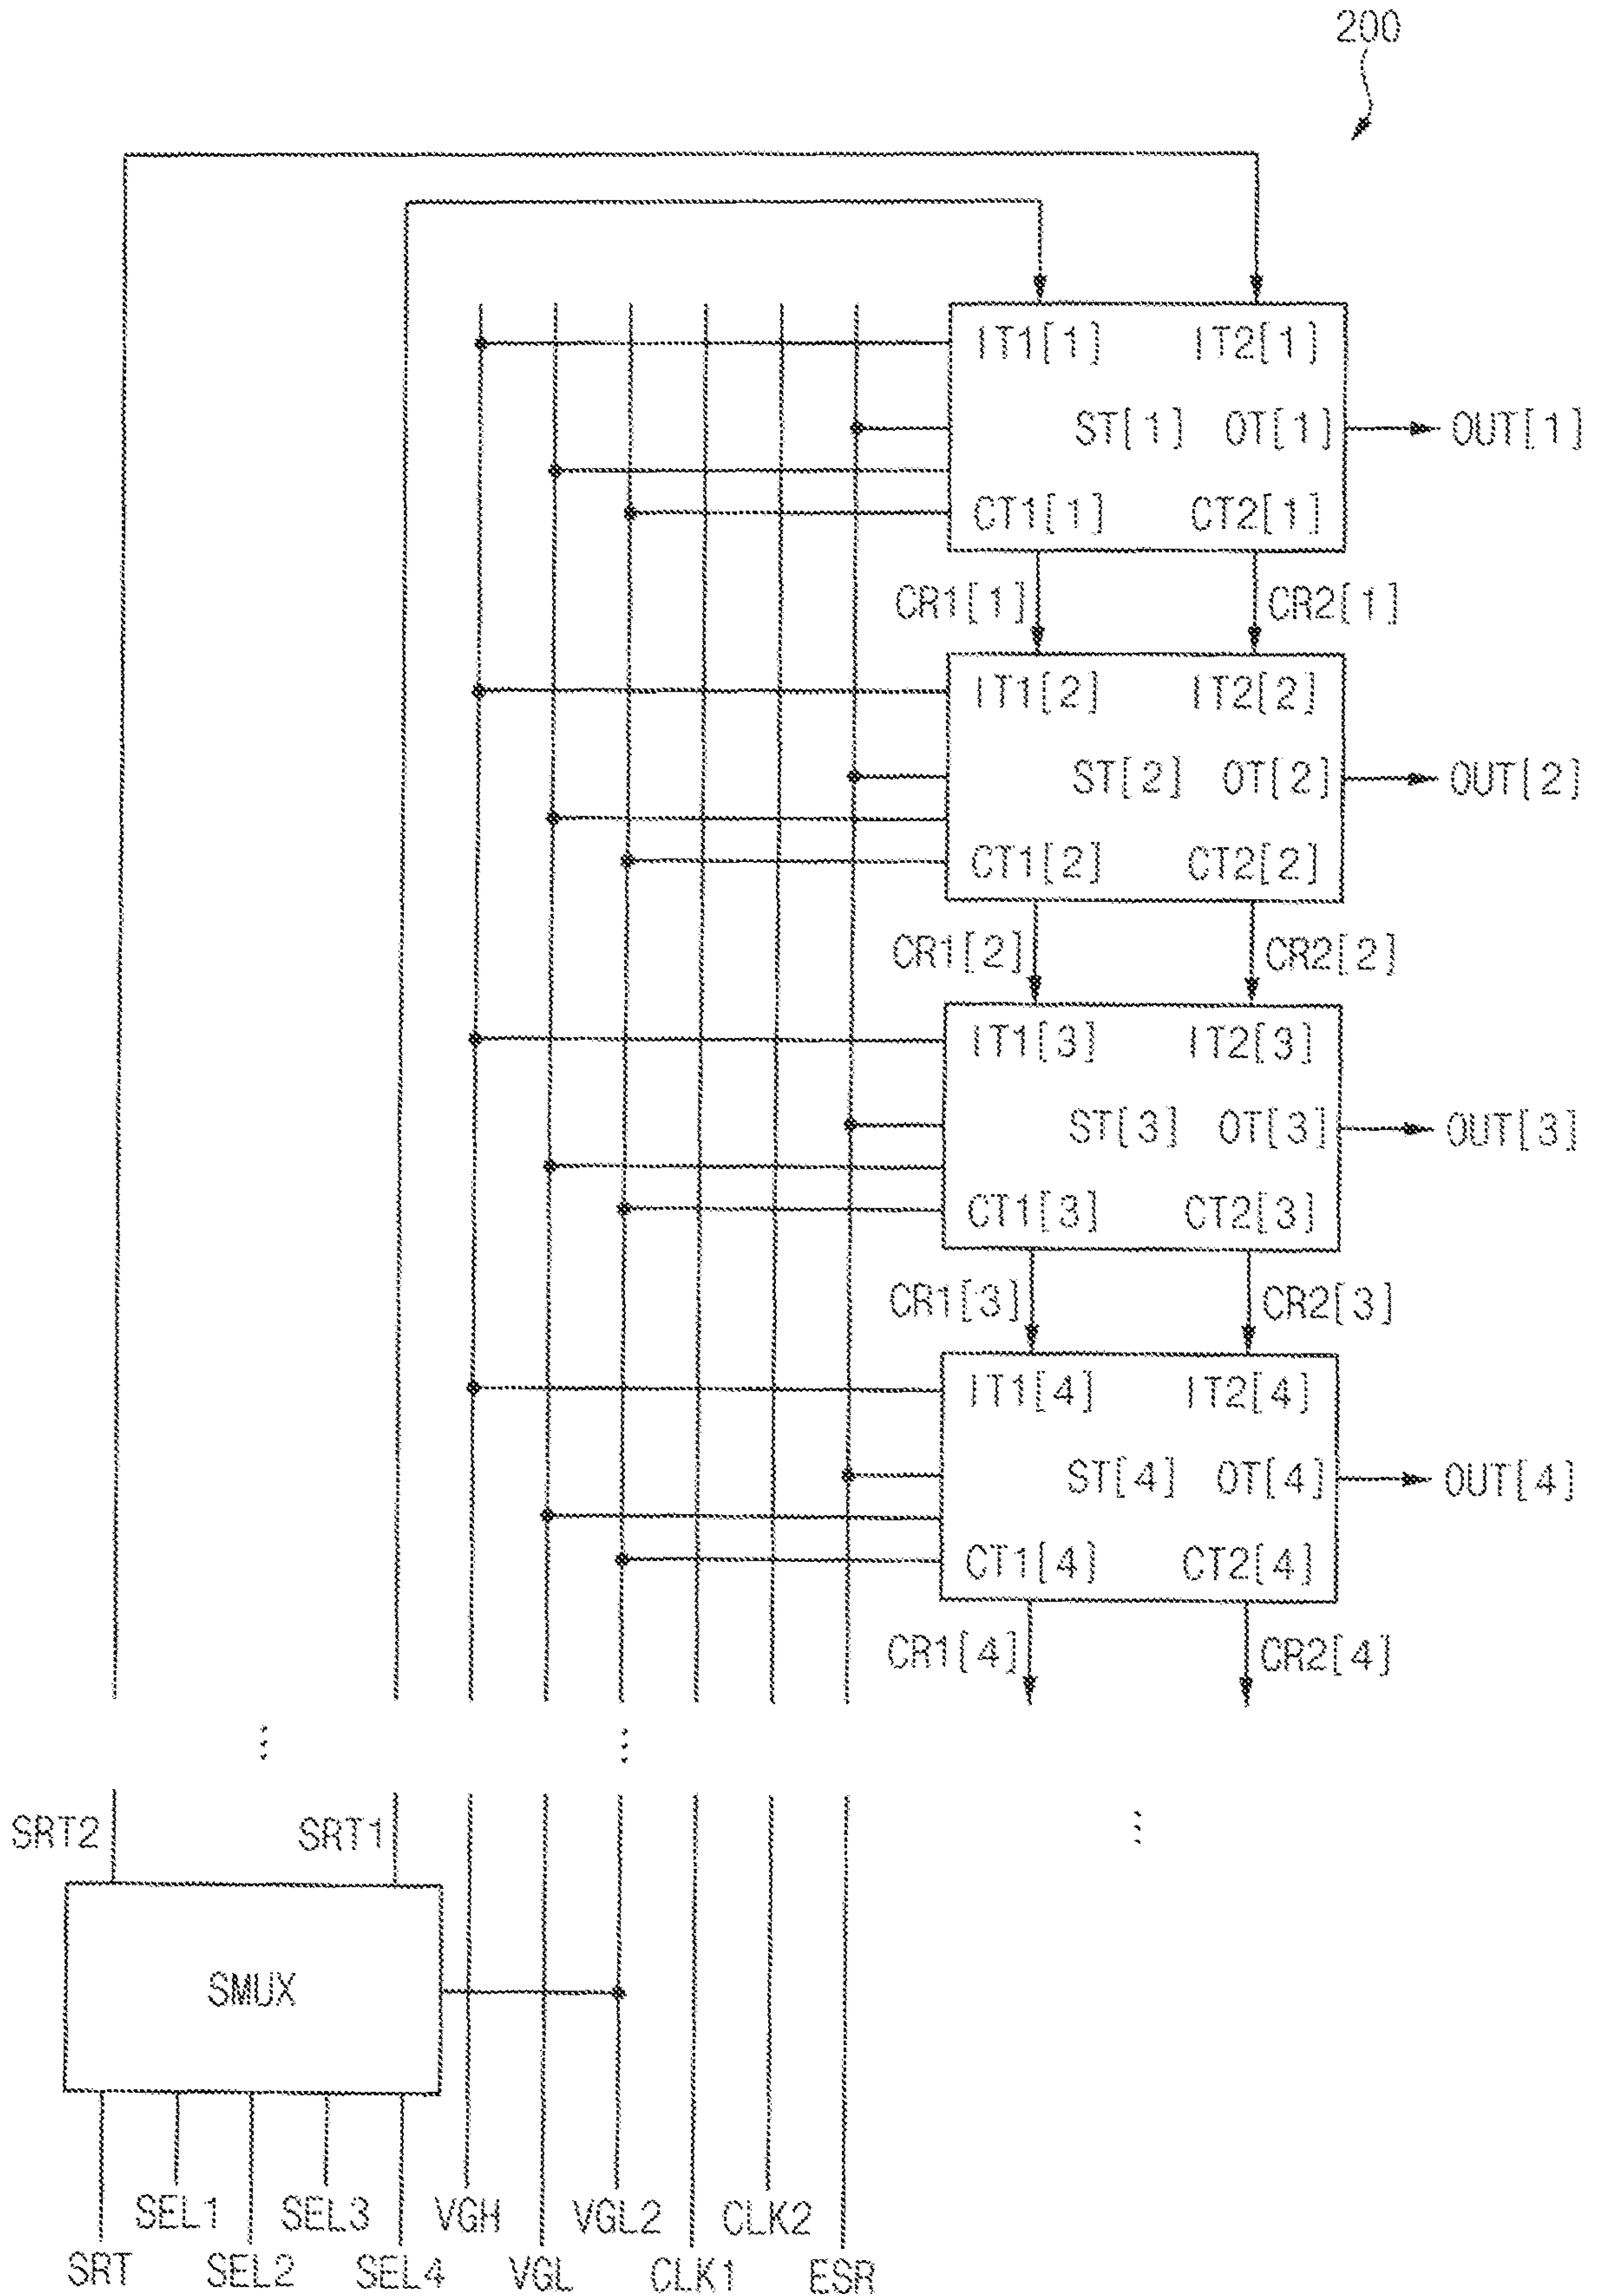 200
IT1[1] IT2[1]
ST[1] OT[1] OUT[1]
CT1[1] CT2[1]
CR1[1] CR2[1]
IT1[2] IT2[2]
ST[2] OT[2] OUT[2]
CT1[2] CT2[2]
CR1[2] CR2[2]
IT1[3] IT2[3]
ST[3] OT[3] OUT[3]
CT1[3] CT2[3]
CR1[3] CR2[3]
IT1[4] IT2[4]
ST[4] OT[4] OUT[4]
CT1[4] CT2[4]
CR1[4] CR2[4]
SRT2 SRT1
SMUX
SEL1 SEL3 VGH VGL2 CLK2
SRT SEL2 SEL4 VGL CLK1 ESR